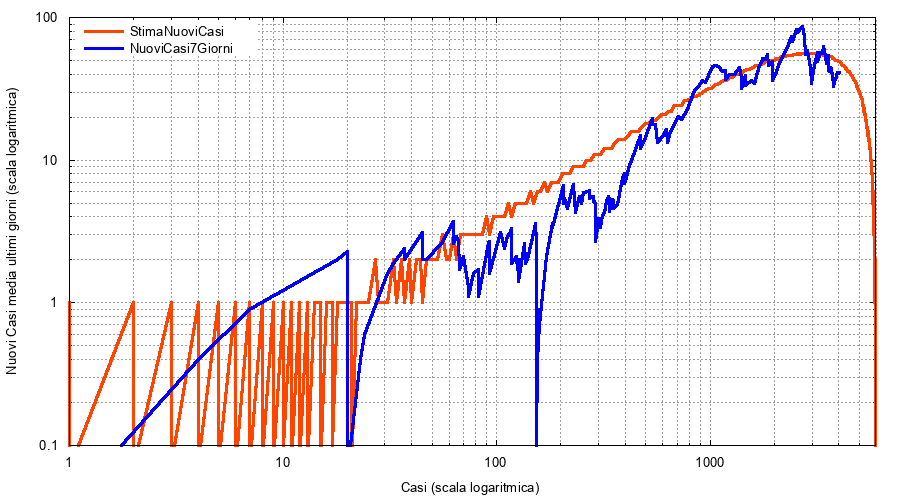 100
10
1
0.1
1
10
100
1000
Nuovi Casi media ultimi giorni (scala logaritmica)
Casi (scala logaritmica)
StimaNuoviCasi
NuoviCasi7Giorni